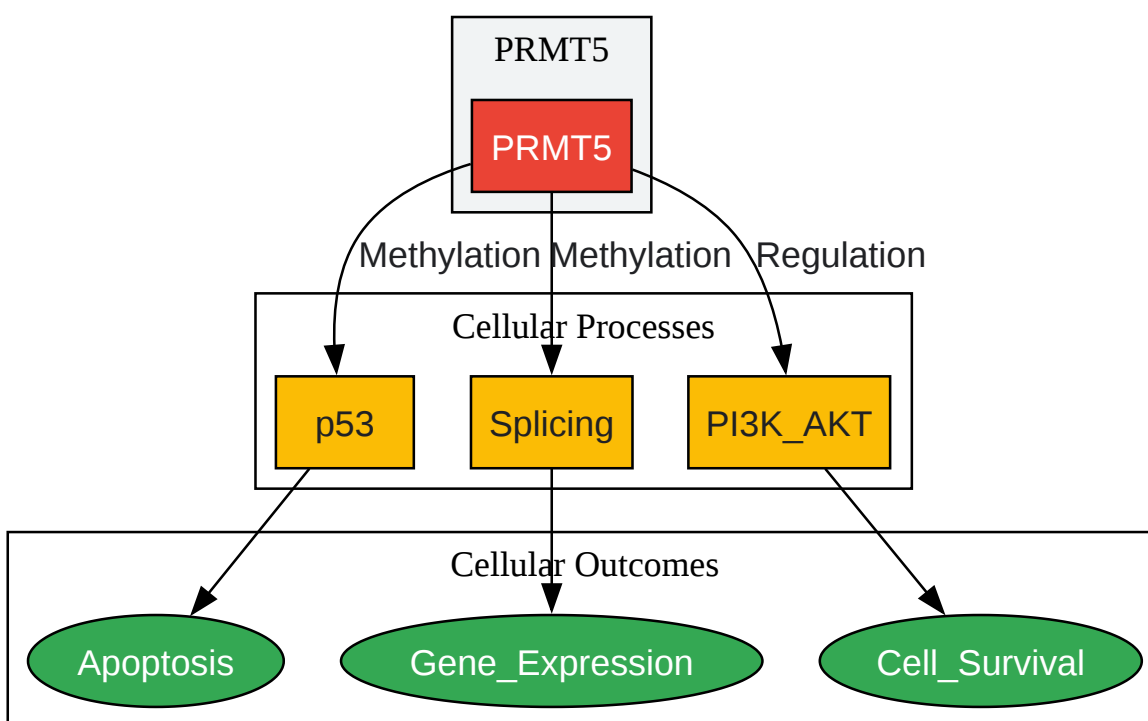 PRMT5
PRMT5
Methylation Methylation Regulation
Cellular Processes
p53 Splicing PI3K_AKT
Cellular Outcomes
Apoptosis Gene_Expression Cell_Survival